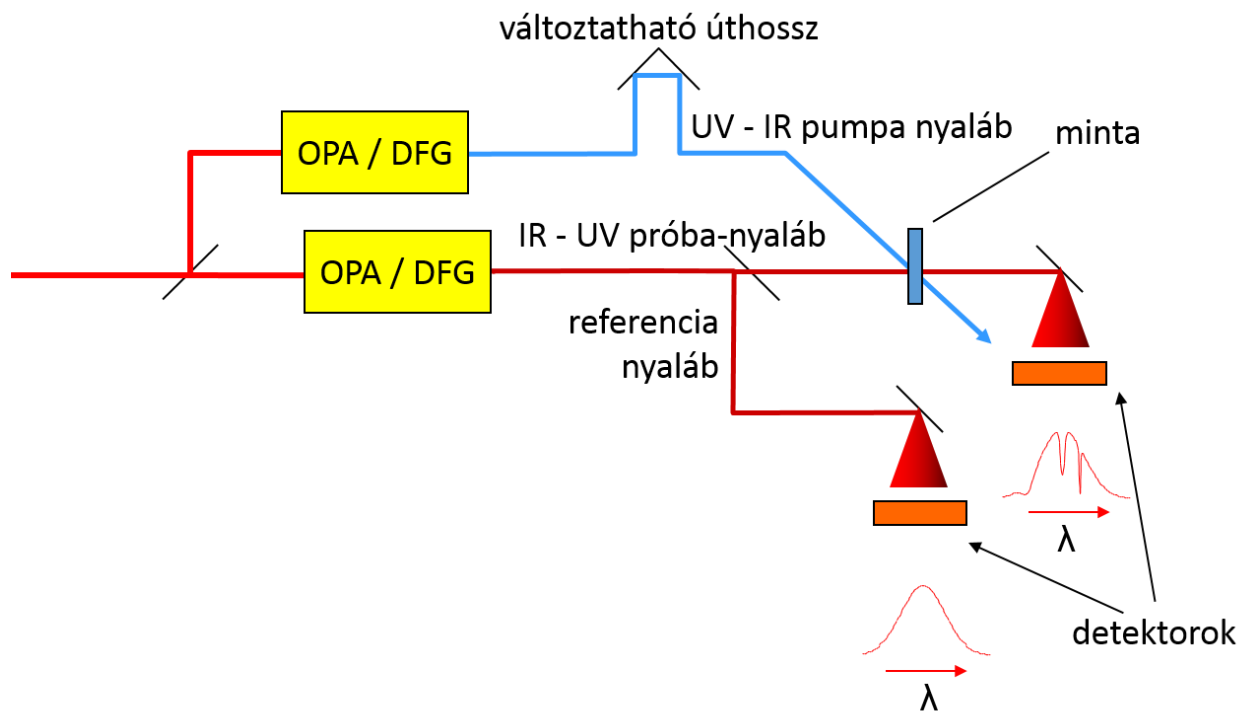 változtatható úthossz
UV - IR pumpa nyaláb
minta
OPA / DFG
IR - UV próba-nyaláb
OPA / DFG
referencia
nyaláb
λ
detektorok
λ